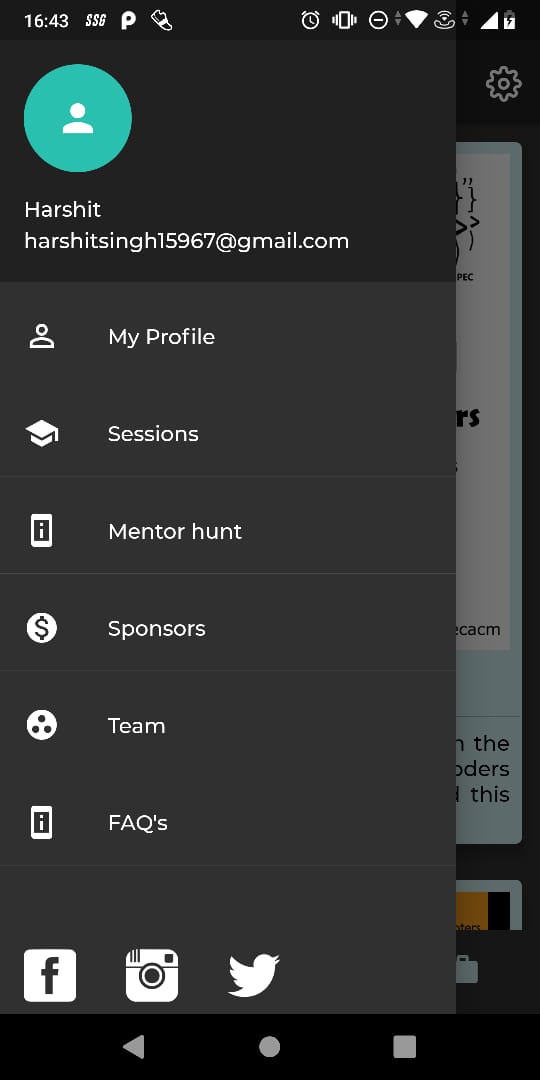 16:43 SSG
Harshit
harshitsingh15967@gmail.com
My Profile
Sessions
Mentor hunt
Sponsors
Team
FAQ's
PEC
rs
ecacm
the
oders
this